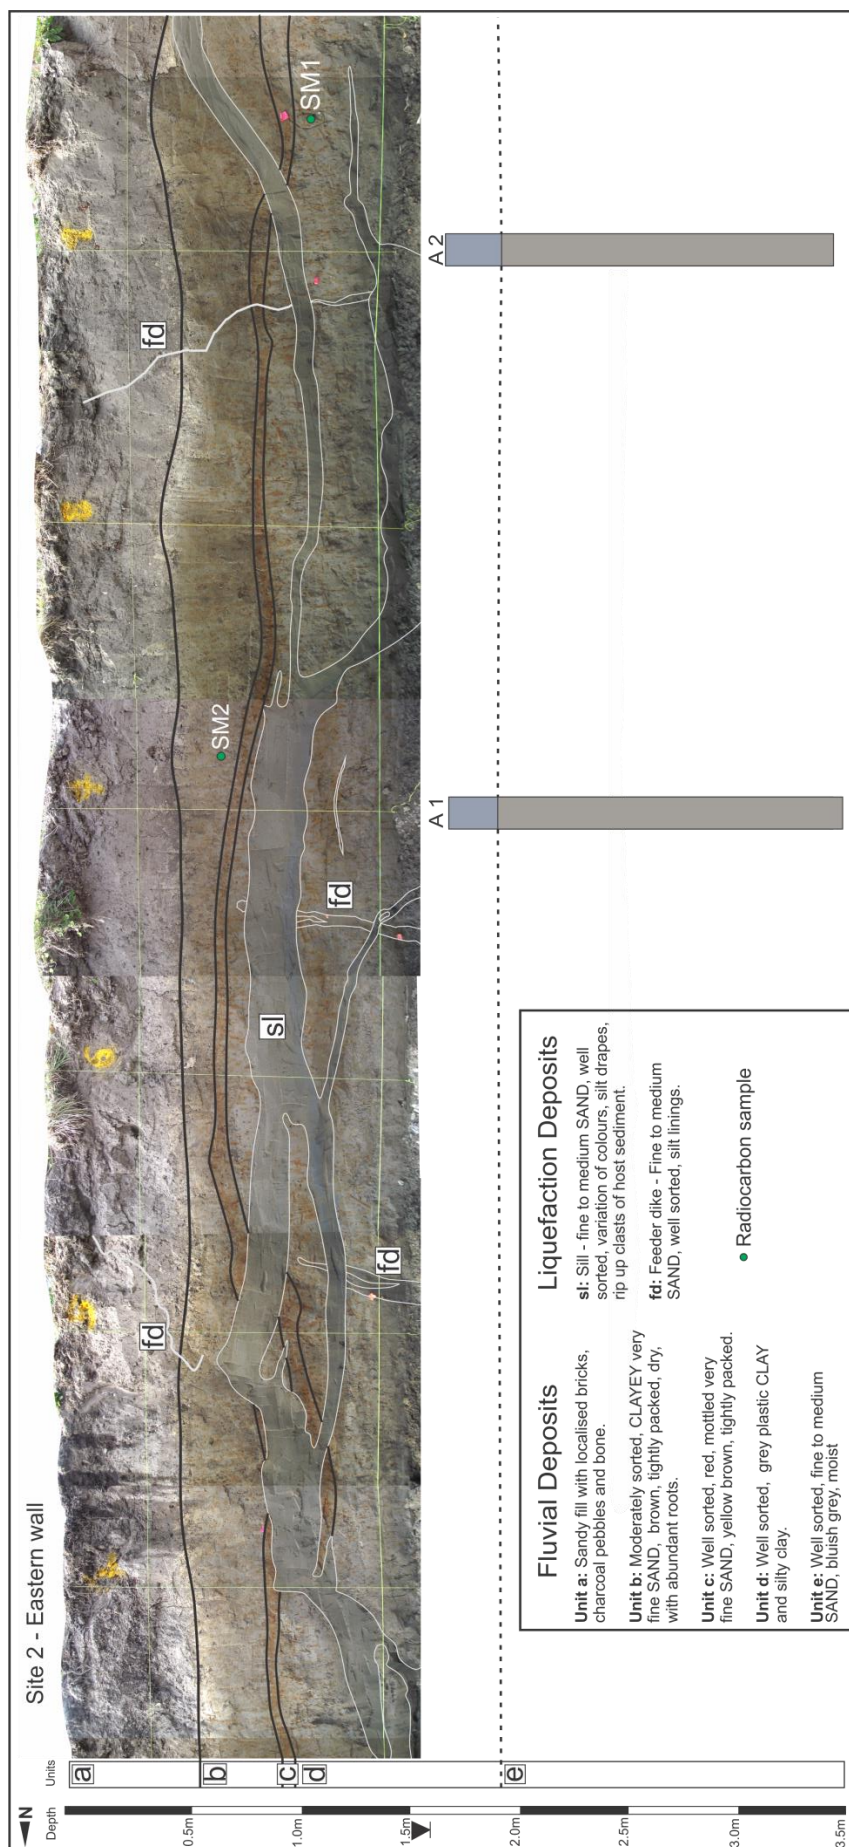 Site 2 - Eastern wall
N
Depth
Units
0.5m
1.0m
1.5m
2.0m
2.5m
3.0m
3.5m
a
b
c
d
e
fd
fd
fd
fd
sl
SM2
SM1
A 1
A 2
Fluvial Deposits
Unit a: Sandy fill with localised bricks,
charcoal pebbles and bone.
Unit b: Moderately sorted, CLAYEY very
fine SAND, brown, tightly packed, dry,
with abundant roots.
Unit c: Well sorted, red, mottled very
fine SAND, yellow brown, tightly packed.
Unit d: Well sorted, grey plastic CLAY
and silty clay.
Unit e: Well sorted, fine to medium
SAND, bluish grey, moist
Liquefaction Deposits
sl: Sill - fine to medium SAND, well
sorted, variation of colours, silt drapes,
rip up clasts of host sediment.
fd: Feeder dike - Fine to medium
SAND, well sorted, silt linings.
Radiocarbon sample